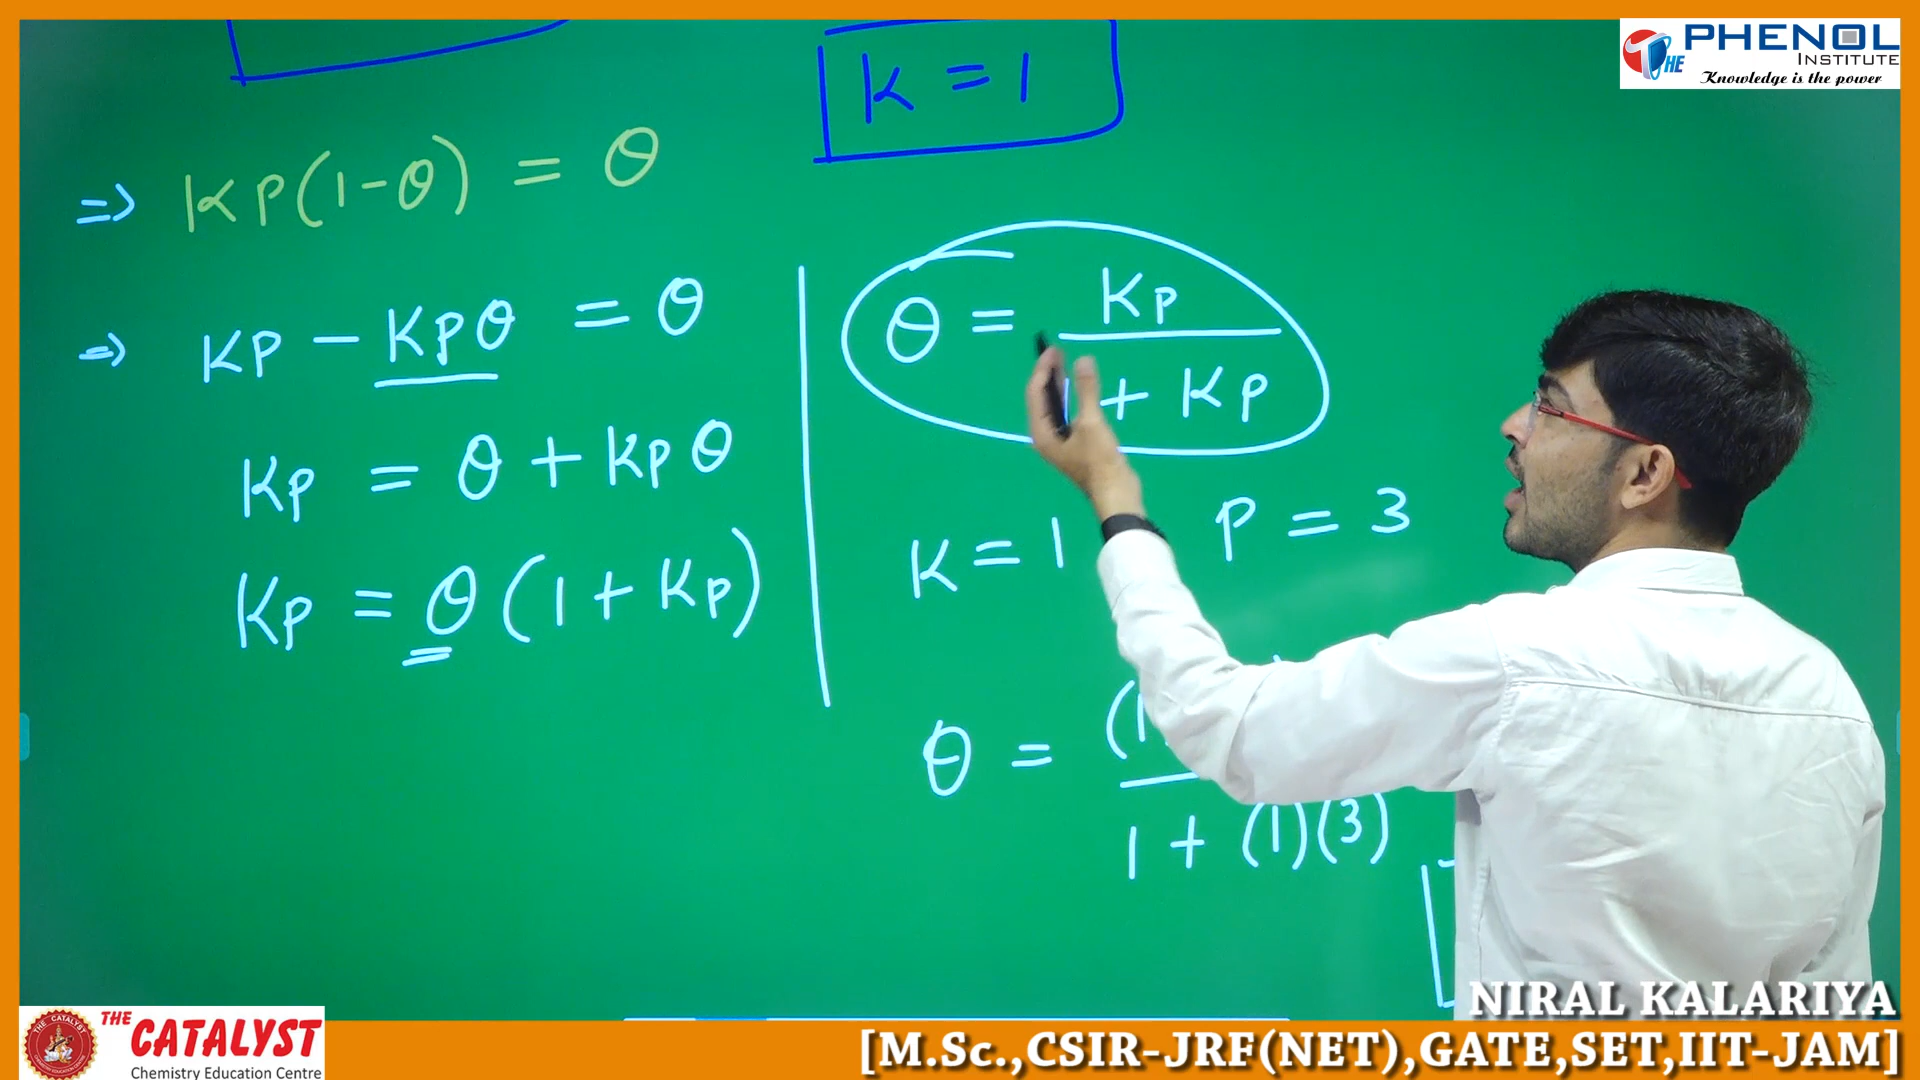 THE PHENOL
INSTITUTE
Knowledge is the power
K = 1
⇒ KP(1-θ) = θ
⇒ KP - KPθ = θ
KP = θ + KPθ
KP = θ (1 + KP)
θ = KP
+ KP
K = 1 P = 3
θ = (1
1 + (1)(3)
NIRAL KALARIYA
[M.Sc.,CSIR-JRF(NET),GATE,SET,IIT-JAM]
THE CATALYST
Chemistry Education Centre